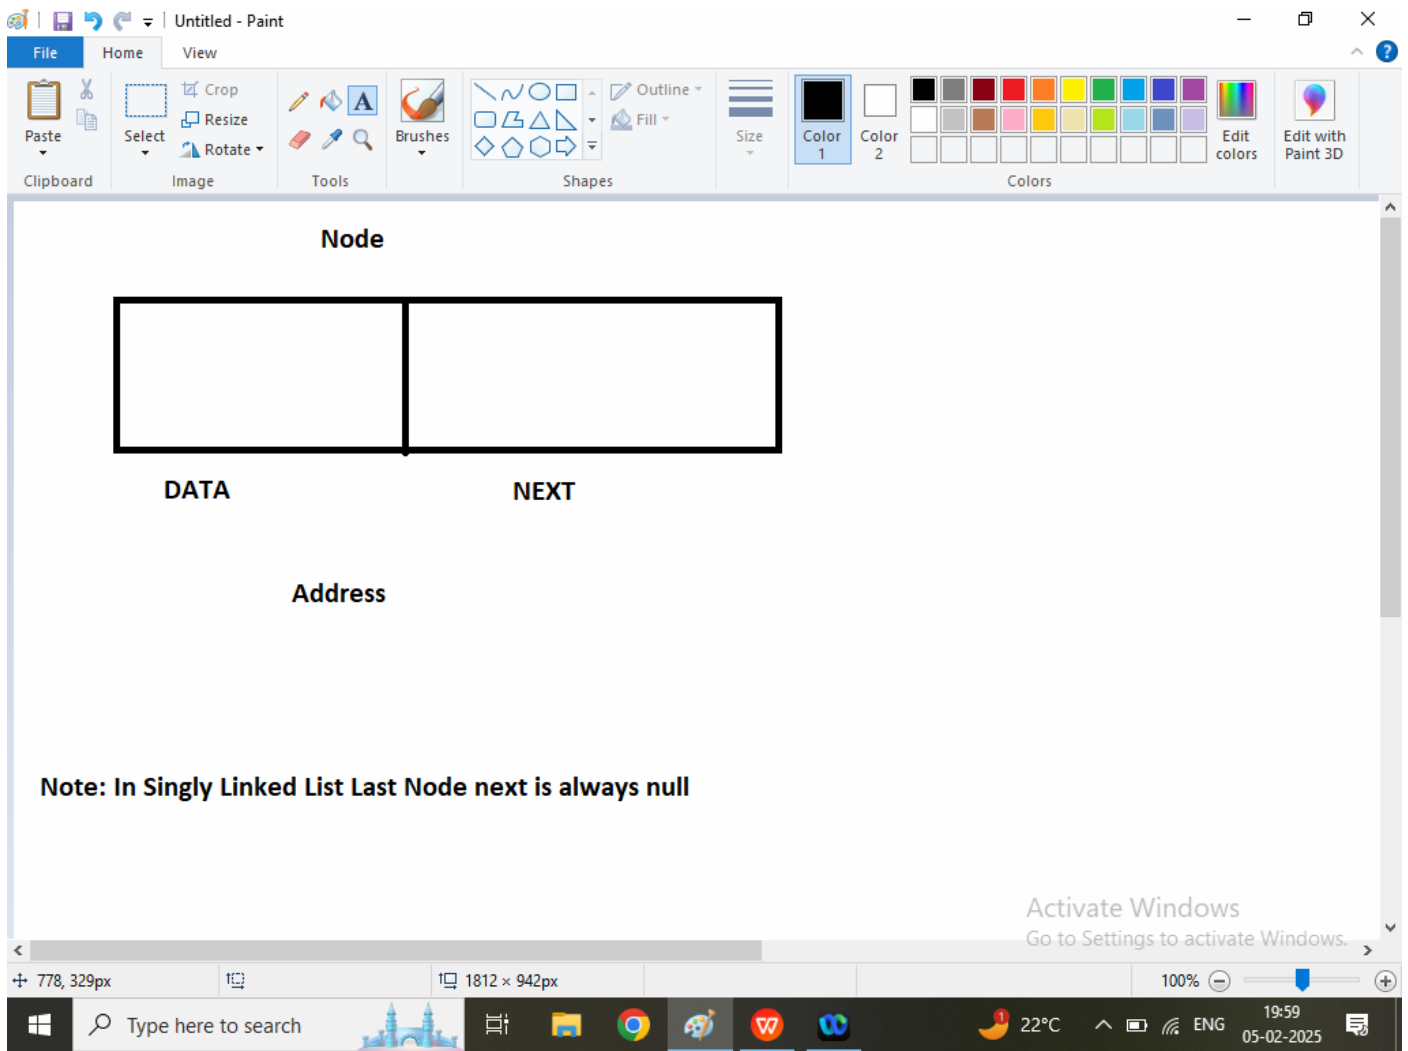 Untitled - Paint
File Home View
Paste
Clipboard
Select
Crop
Resize
Rotate
Image
A
Tools
Brushes
Shapes
Outline
Fill
Size
Color 1
Color 2
Edit colors
Colors
Edit with Paint 3D
?
Node
DATA NEXT
Address
Note: In Singly Linked List Last Node next is always null
Activate Windows
Go to Settings to activate Windows.
778, 329px 1812 × 942px 100%
Type here to search
1
22°C
ENG
19:59
05-02-2025